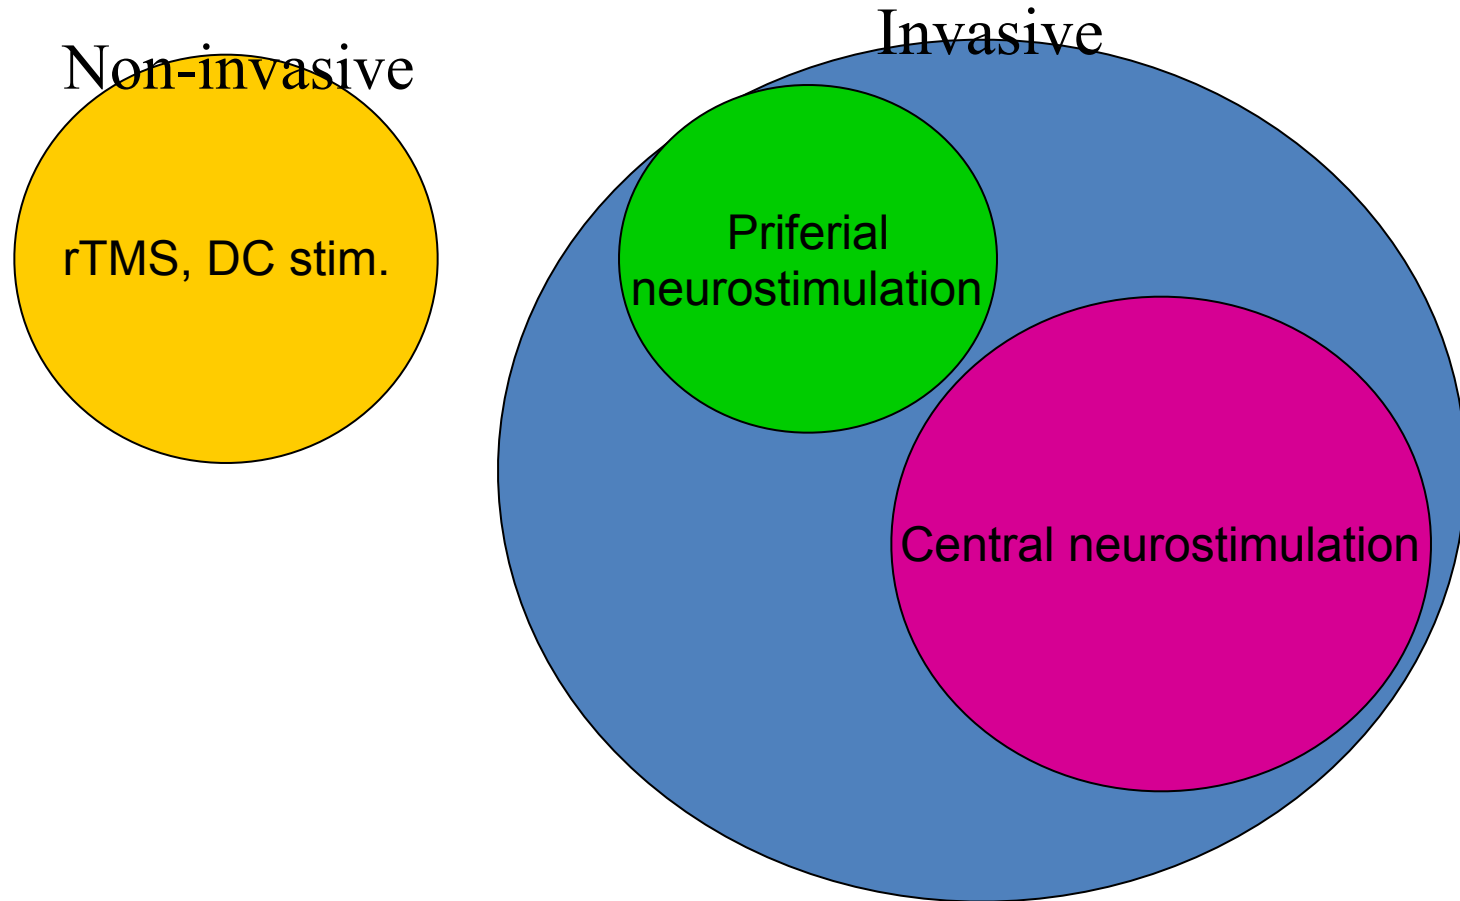 Non-invasive
rTMS, DC stim.
Invasive
Priferial
neurostimulation
Central neurostimulation